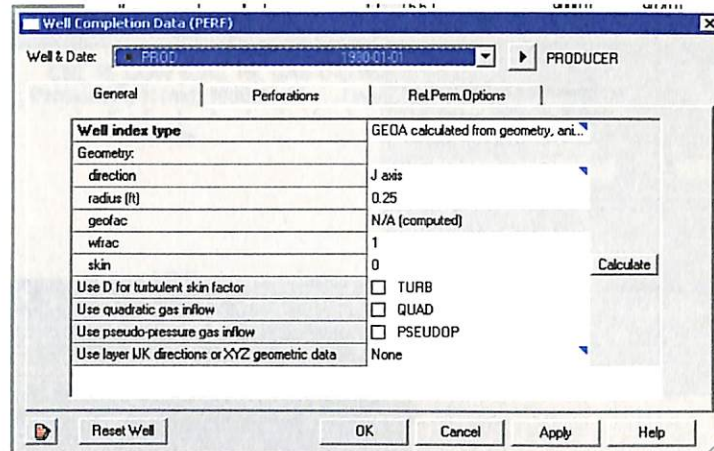 Well Completion Data (PERF)
Well & Date: PROD 1980-01-01 PRODUCER
General Perforations Rel.Perm.Options
Well index type GEOA calculated from geometry, ani...
Geometry:
direction J axis
radius (ft) 0.25
geofac N/A (computed)
wfrac 1
skin 0 Calculate
Use D for turbulent skin factor TURB
Use quadratic gas inflow QUAD
Use pseudo-pressure gas inflow PSEUDOP
Use layer IJK directions or XYZ geometric data None
Reset Well OK Cancel Apply Help